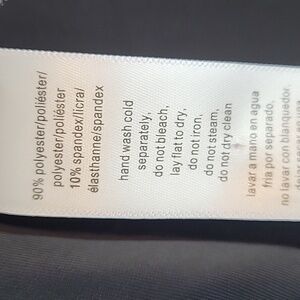 90% polyester/poliéster/
polyester/poliéster
10% spandex/licra/
élasthanne/spandex
hand wash cold
separately,
do not bleach,
lay flat to dry,
do not iron,
do not steam,
do not dry clean
lavar a mano en agua
fria por separado,
no lavar con blanquedor,